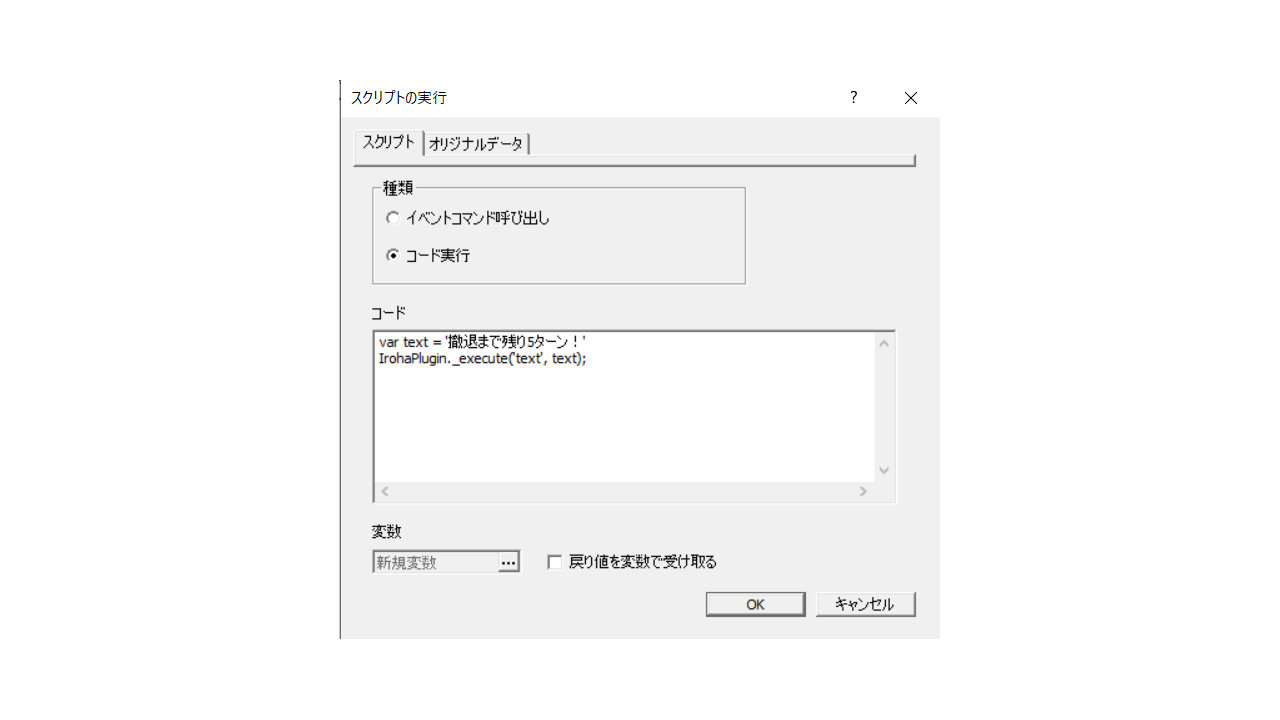 スクリプトの実行 ?
スクリプト オリジナルデータ
種類
イベントコマンド呼び出し
コード実行
コード
var text = '撤退まで残り5ターン！'
IrohaPlugin._execute('text', text);
変数
新規変数 ... 戻り値を変数で受け取る
OK キャンセル